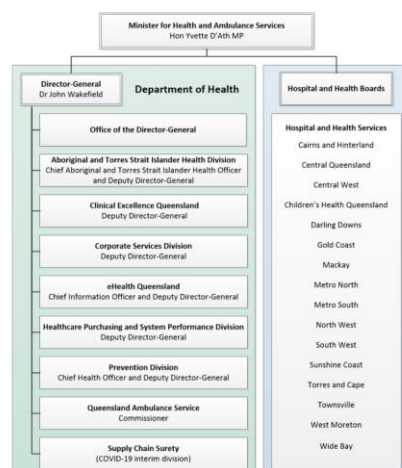 Minister for Health and Ambulance Services
Hon Yvette D'Ath MP
Director-General
Dr John Wakefield
Department of Health
Office of the Director-General
Aboriginal and Torres Strait Islander Health Division
Chief Aboriginal and Torres Strait Islander Health Officer
and Deputy Director-General
Clinical Excellence Queensland
Deputy Director-General
Corporate Services Division
Deputy Director-General
eHealth Queensland
Chief Information Officer and Deputy Director-General
Healthcare Purchasing and System Performance Division
Deputy Director-General
Prevention Division
Chief Health Officer and Deputy Director-General
Queensland Ambulance Service
Commissioner
Supply Chain Surety
(COVID-19 interim division)
Hospital and Health Boards
Hospital and Health Services
Cairns and Hinterland
Central Queensland
Central West
Children's Health Queensland
Darling Downs
Gold Coast
Mackay
Metro North
Metro South
North West
South West
Sunshine Coast
Torres and Cape
Townsville
West Moreton
Wide Bay